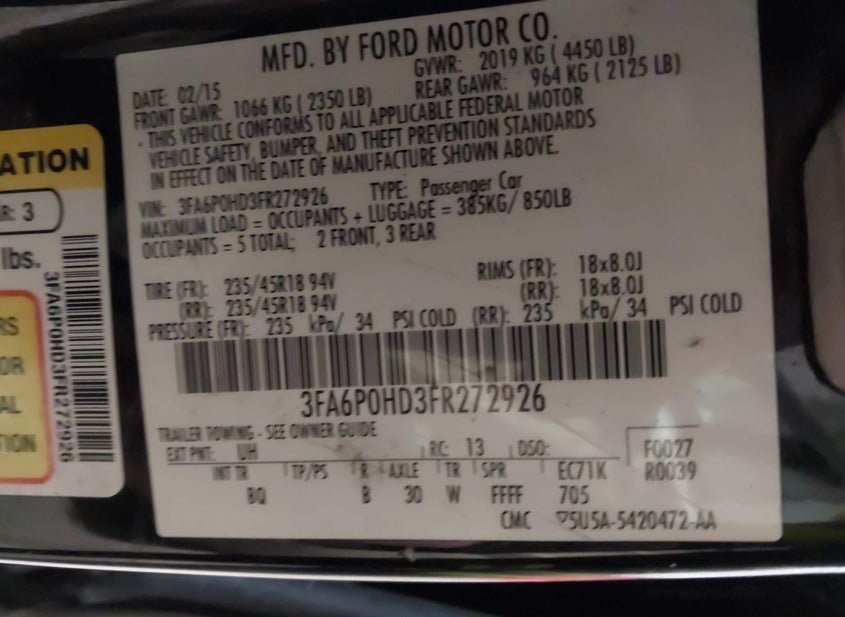 MFD. BY FORD MOTOR CO.
DATE: 02/15 GVWR: 2019 KG ( 4450 LB)
FRONT GAWR: 1066 KG ( 2350 LB) REAR GAWR: 964 KG ( 2125 LB)
- THIS VEHICLE CONFORMS TO ALL APPLICABLE FEDERAL MOTOR
VEHICLE SAFETY, BUMPER, AND THEFT PREVENTION STANDARDS
IN EFFECT ON THE DATE OF MANUFACTURE SHOWN ABOVE.
VIN: 3FA6P0HD3FR272926 TYPE: Passenger Car
MAXIMUM LOAD = OCCUPANTS + LUGGAGE = 385KG/ 850LB
OCCUPANTS = 5 TOTAL; 2 FRONT, 3 REAR
TIRE (FR): 235/45R18 94V RIMS (FR): 18x8.0J
(RR): 235/45R18 94V (RR): 18x8.0J
PRESSURE (FR): 235 kPa/ 34 PSI COLD (RR): 235 kPa/ 34 PSI COLD
3FA6P0HD3FR272926
TRAILER TOWING - SEE OWNER GUIDE
EXT PNT: UH RC: 13 DSO: F0027
INT TR TP/PS R AXLE TR SPR EC71K R0039
BQ B 30 W FFFF 705
CMC 5U5A-5420472-AA
ATION
R: 3
lbs.
RS
OR
AL
TION
3FA6P0HD3FR272926